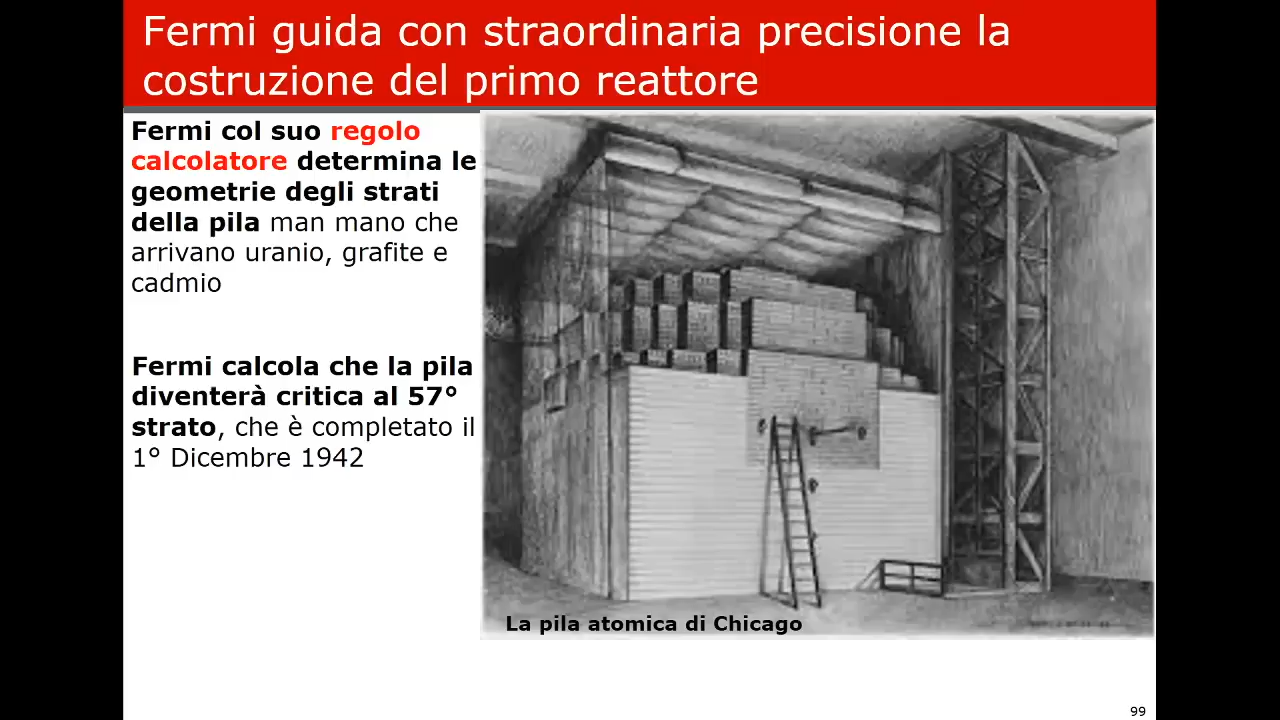 Fermi guida con straordinaria precisione la
costruzione del primo reattore
Fermi col suo regolo
calcolatore determina le
geometrie degli strati
della pila man mano che
arrivano uranio, grafite e
cadmio
Fermi calcola che la pila
diventerà critica al 57°
strato, che è completato il
1° Dicembre 1942
La pila atomica di Chicago
99